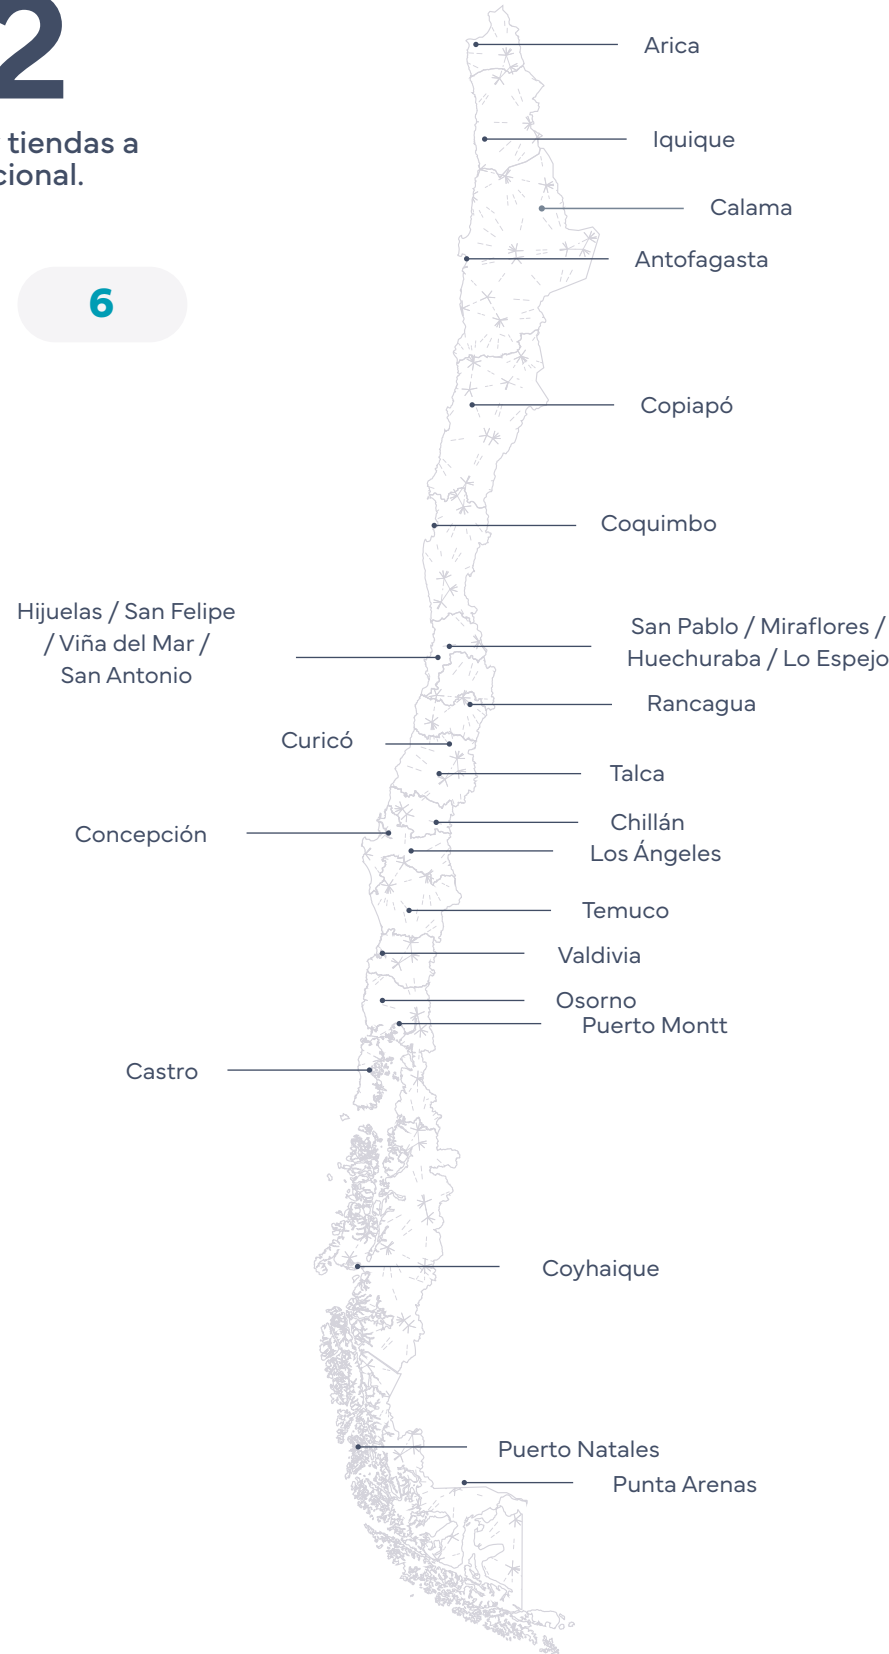 2
tiendas a
cional.
6
Arica
Iquique
Calama
Antofagasta
Copiapó
Coquimbo
Hijuelas / San Felipe
/ Viña del Mar /
San Antonio
San Pablo / Miraflores /
Huechuraba / Lo Espejo
Rancagua
Curicó
Talca
Chillán
Concepción
Los Ángeles
Temuco
Valdivia
Osorno
Puerto Montt
Castro
Coyhaique
Puerto Natales
Punta Arenas